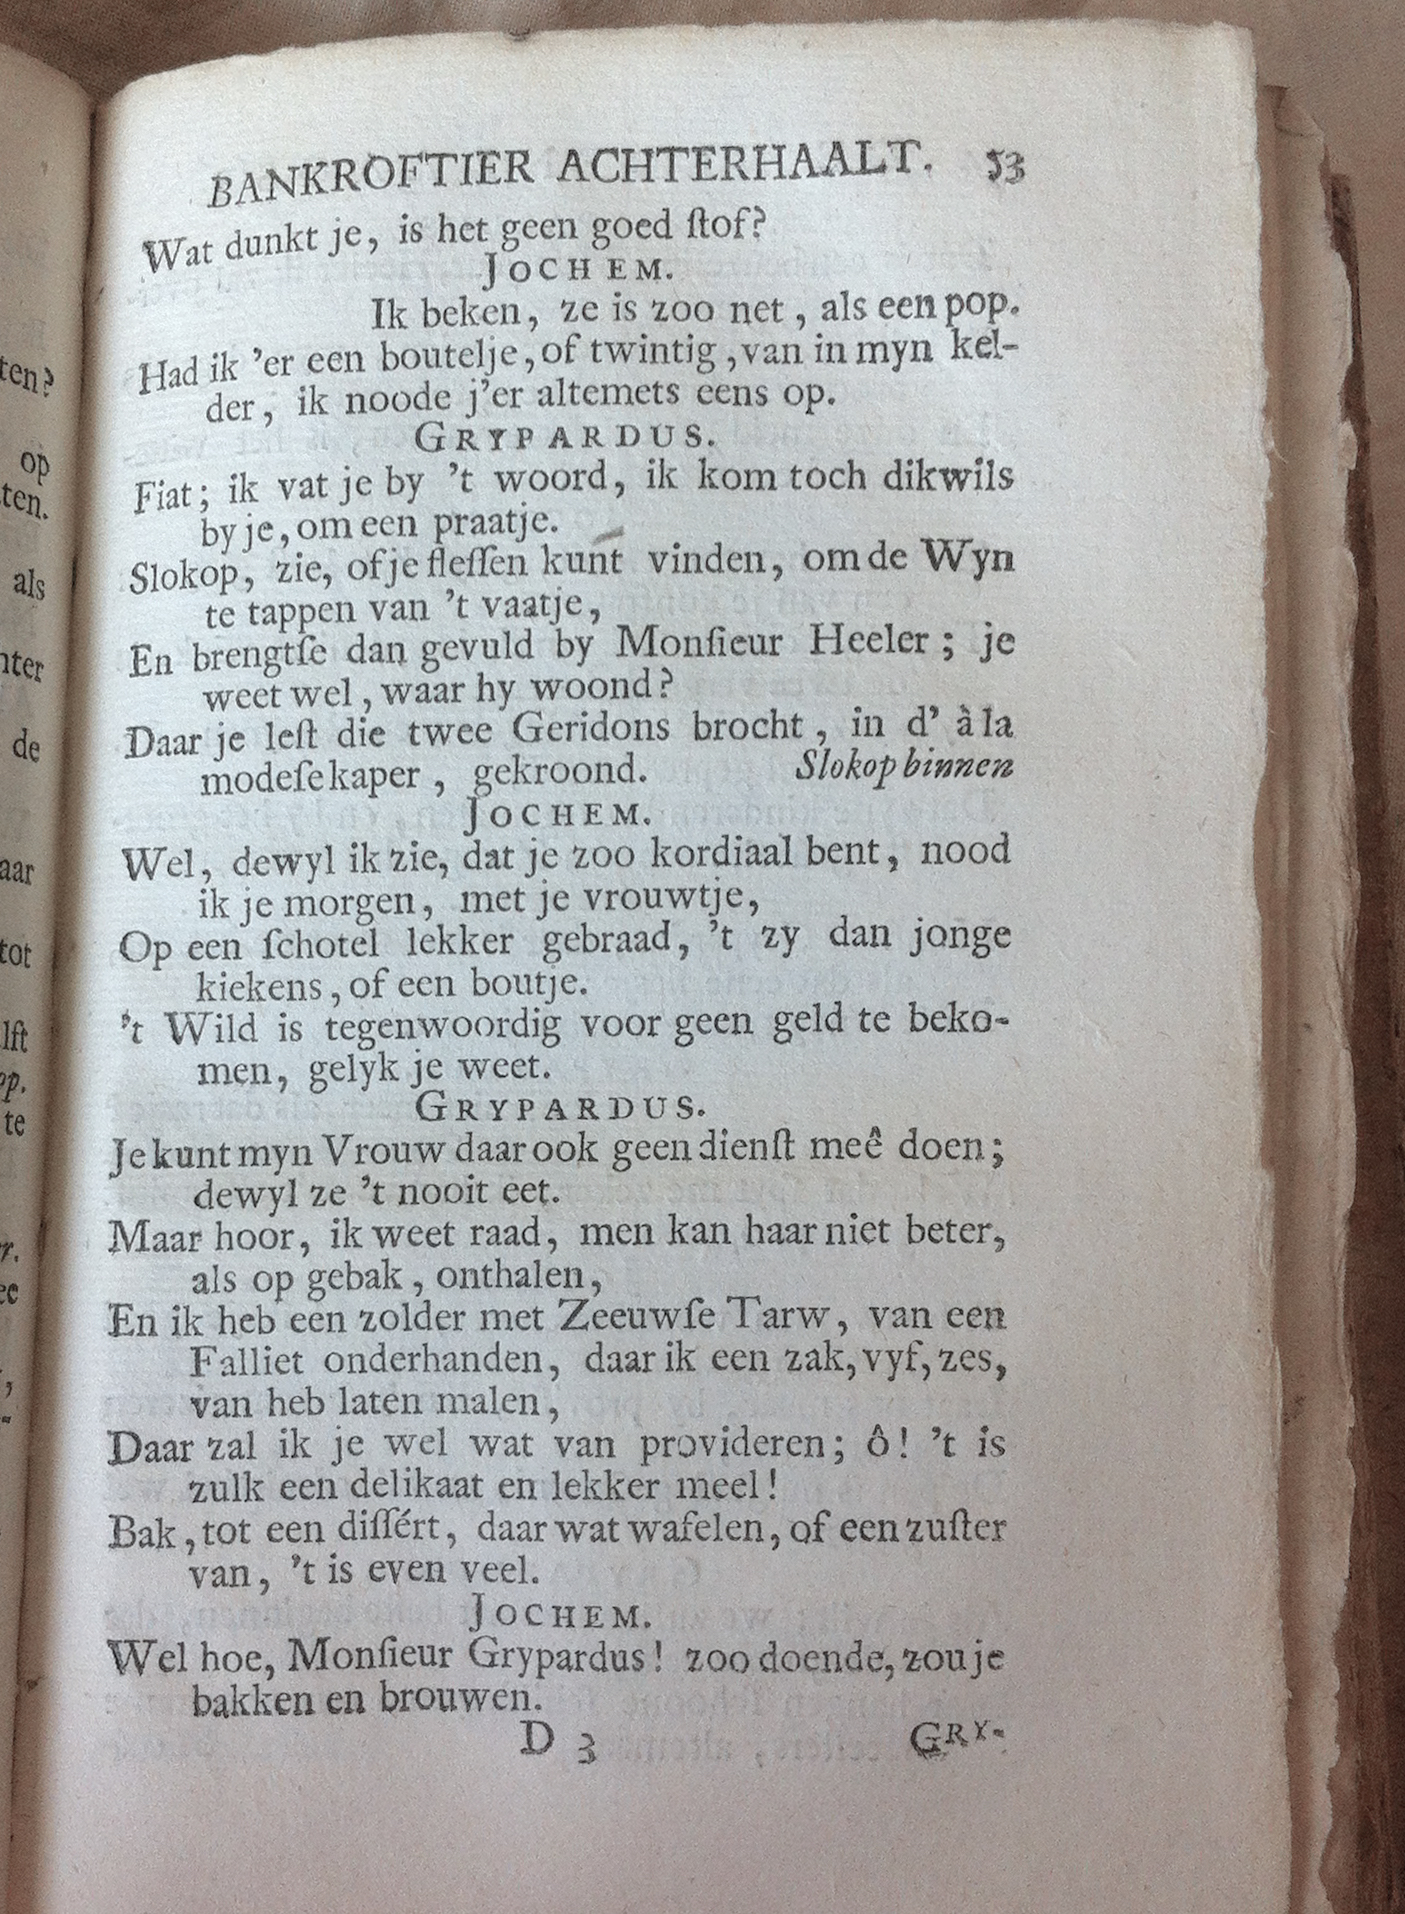 BANKROFTIER ACHTERHAALT. 53
Wat dunkt je, is het geen goed ſtof?
JOCHEM.
Ik beken, ze is zoo net, als een pop.
Had ik 'er een boutelje, of twintig, van in myn kel-
der, ik noode j'er altemets eens op.
GRYPARDUS.
Fiat; ik vat je by 't woord, ik kom toch dikwils
by je, om een praatje.
Slokop, zie, of je fleſſen kunt vinden, om de Wyn
te tappen van 't vaatje,
En brengtſe dan gevuld by Monſieur Heeler; je
weet wel, waar hy woond?
Daar je leſt die twee Geridons brocht, in d' à la
modeſe kaper, gekroond. Slokop binnen
JOCHEM.
Wel, dewyl ik zie, dat je zoo kordiaal bent, nood
ik je morgen, met je vrouwtje,
Op een ſchotel lekker gebraad, 't zy dan jonge
kiekens, of een boutje.
't Wild is tegenwoordig voor geen geld te beko-
men, gelyk je weet.
GRYPARDUS.
Je kunt myn Vrouw daar ook geen dienſt meê doen;
dewyl ze 't nooit eet.
Maar hoor, ik weet raad, men kan haar niet beter,
als op gebak, onthalen,
En ik heb een zolder met Zeeuwſe Tarw, van een
Falliet onderhanden, daar ik een zak, vyf, zes,
van heb laten malen,
Daar zal ik je wel wat van provideren; ô! 't is
zulk een delikaat en lekker meel!
Bak, tot een diſſért, daar wat wafelen, of een zuſter
van, 't is even veel.
JOCHEM.
Wel hoe, Monſieur Grypardus! zoo doende, zou je
bakken en brouwen.
D 3 GRY-
ten?
op
ten.
als
nter
de
aar
tot
lſt
op.
te
r.
ee